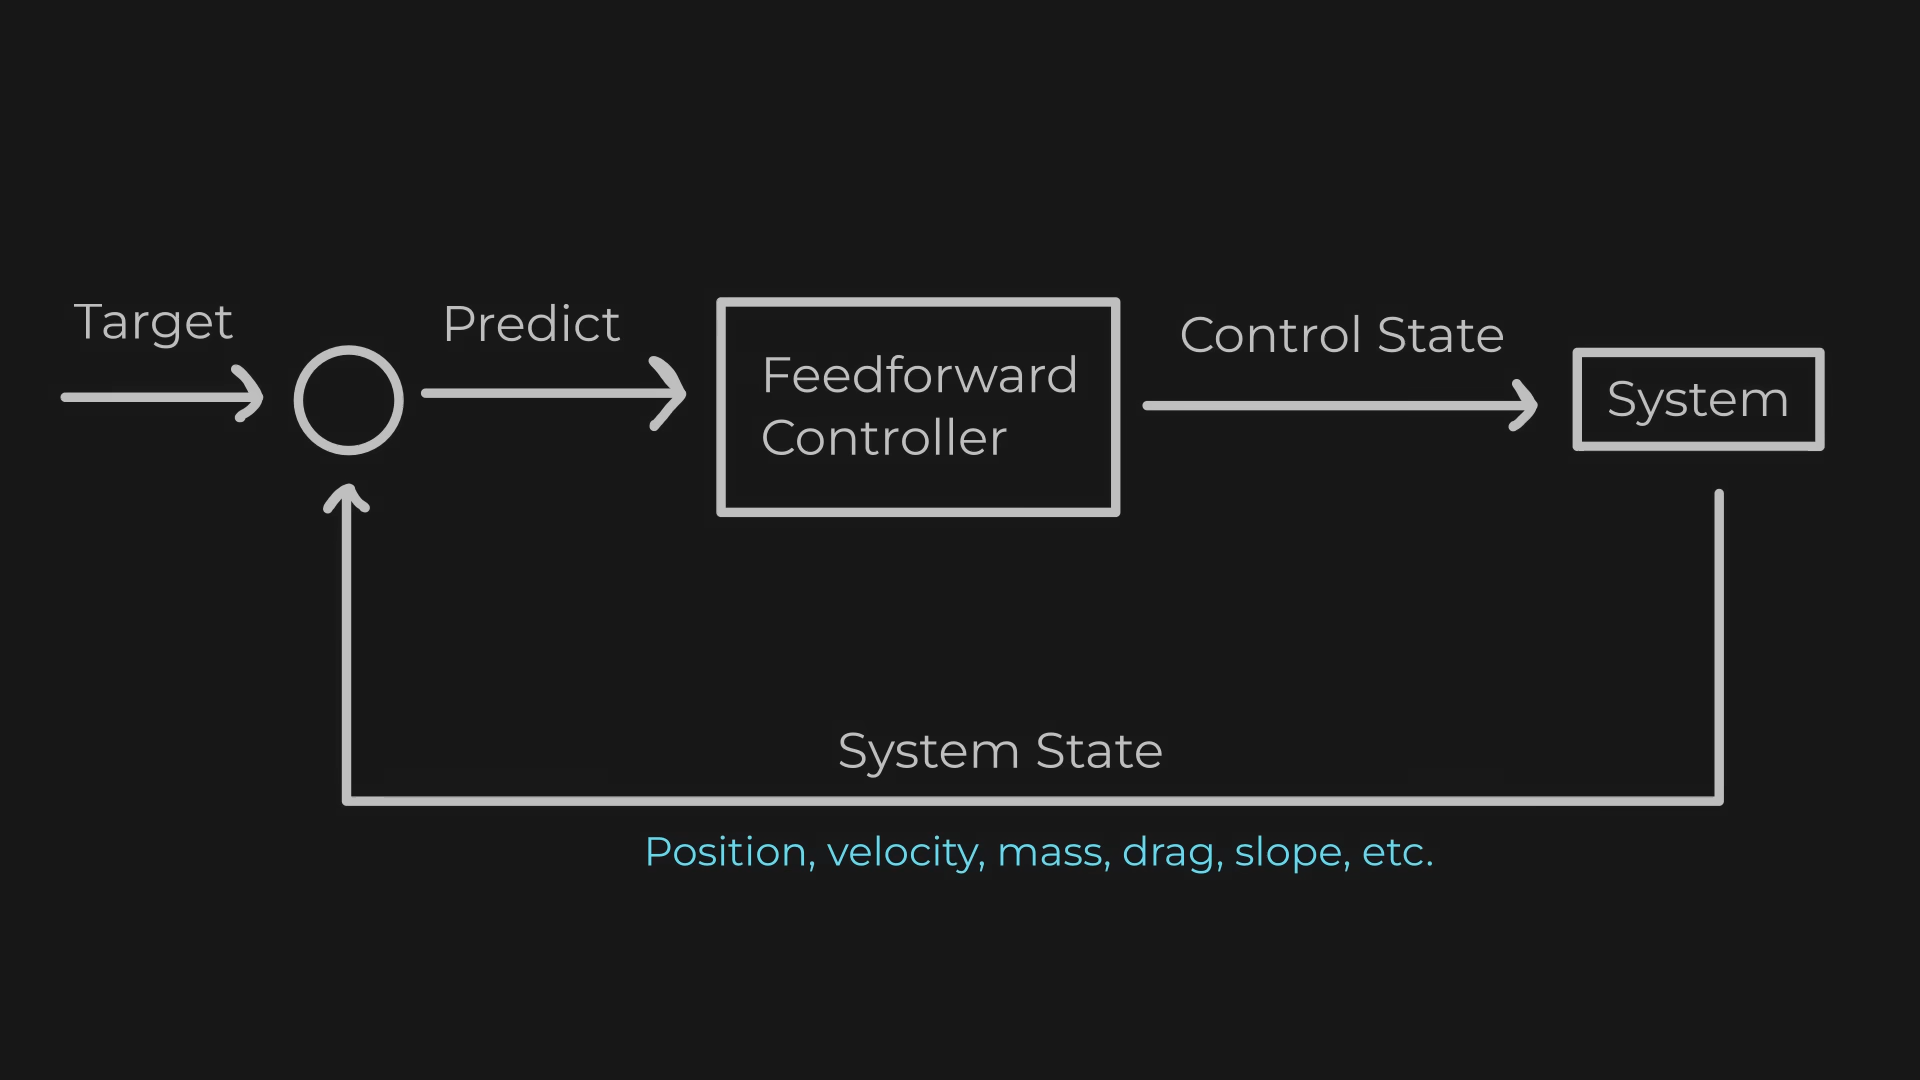 Target
Predict
Feedforward
Controller
Control State
System
System State
Position, velocity, mass, drag, slope, etc.